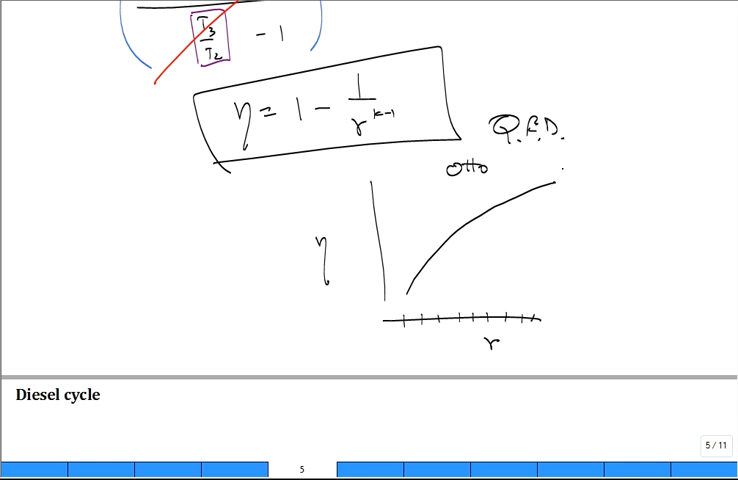 T3
T2
- 1
η = 1 - 1/r^k-1
Q.E.D.
Otto
η
r
Diesel cycle
5 / 11
5